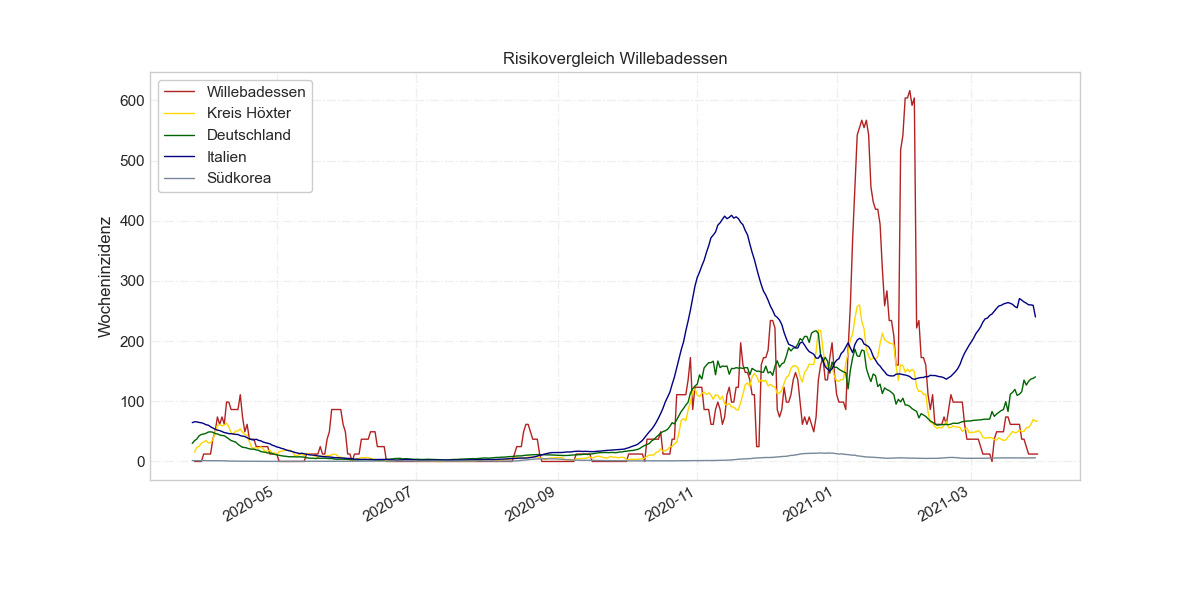 Risikovergleich Willebadessen
Willebadessen
Kreis Höxter
Deutschland
Italien
Südkorea
Wocheninzidenz
600
500
400
300
200
100
0
2020-05
2020-07
2020-09
2020-11
2021-01
2021-03